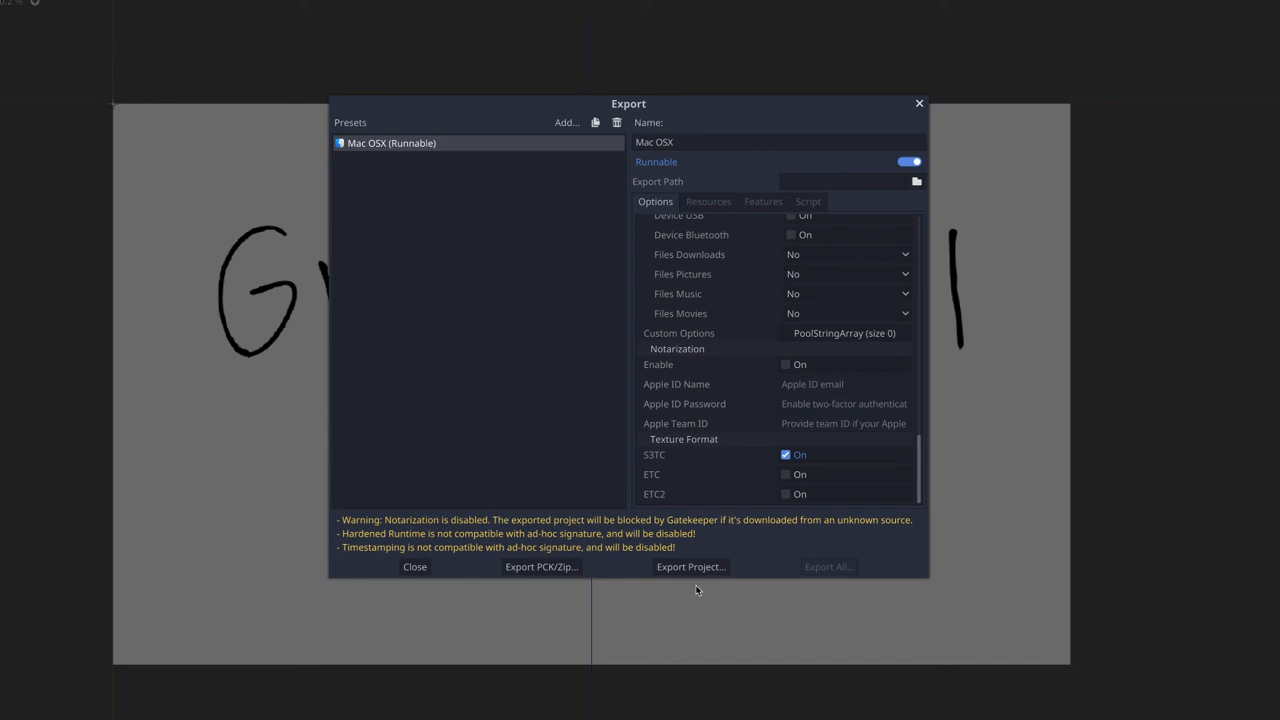 0.2 %
Export
Presets
Add...
Name:
Mac OSX (Runnable)
Mac OSX
Runnable
Export Path
Options Resources Features Script
Device USB On
Device Bluetooth On
Files Downloads No
Files Pictures No
Files Music No
Files Movies No
Custom Options PoolStringArray (size 0)
Notarization
Enable On
Apple ID Name Apple ID email
Apple ID Password Enable two-factor authenticat
Apple Team ID Provide team ID if your Apple
Texture Format
S3TC On
ETC On
ETC2 On
- Warning: Notarization is disabled. The exported project will be blocked by Gatekeeper if it's downloaded from an unknown source.
- Hardened Runtime is not compatible with ad-hoc signature, and will be disabled!
- Timestamping is not compatible with ad-hoc signature, and will be disabled!
Close Export PCK/Zip... Export Project... Export All...
G